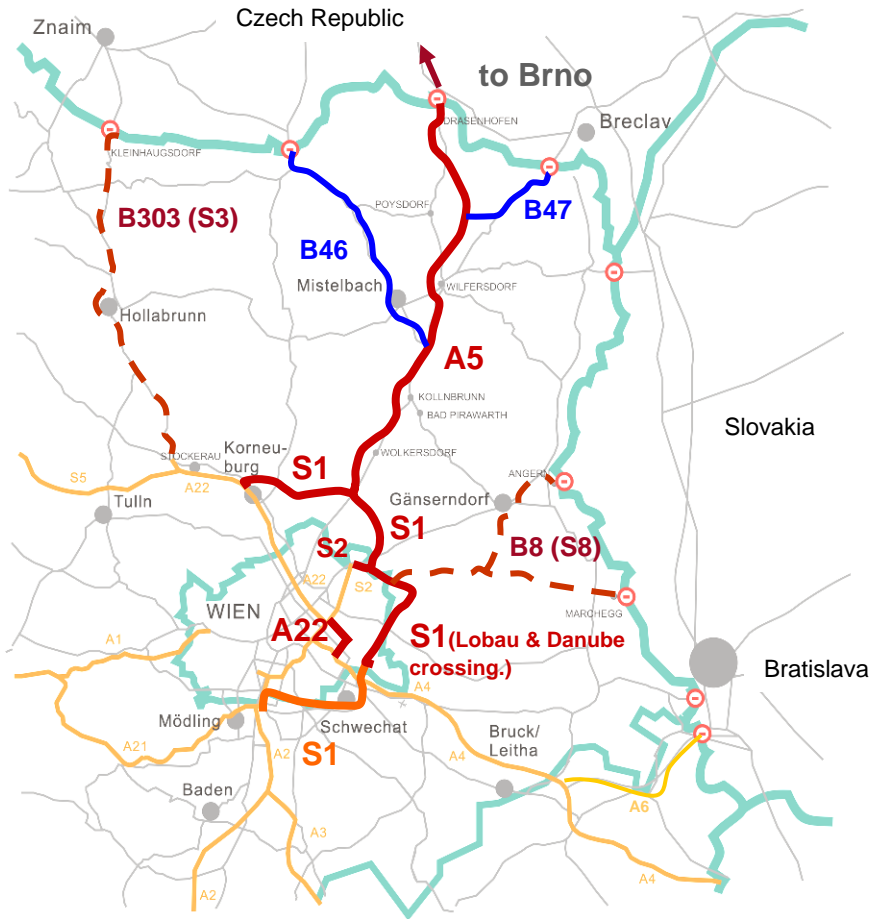 Czech Republic
Znaim
to Brno
DRASENHOFEN
Breclav
KLEINHAUGSDORF
POYSDORF
B47
B303 (S3)
B46
Mistelbach
WILFERSDORF
Hollabrunn
A5
KOLLNBRUNN
BAD PIRAWARTH
Slovakia
Korneu-
burg
STOCKERAU
WOLKERSDORF
S1
ANGERN
S5
A22
Tulln
Gänserndorf
S1
S2
B8 (S8)
A22
S2
WIEN
MARCHEGG
A22
S1 (Lobau & Danube
crossing.)
A1
Bratislava
A4
Mödling
Schwechat
Bruck/
Leitha
A21
A2
S1
A4
Baden
A6
A3
A2
A4